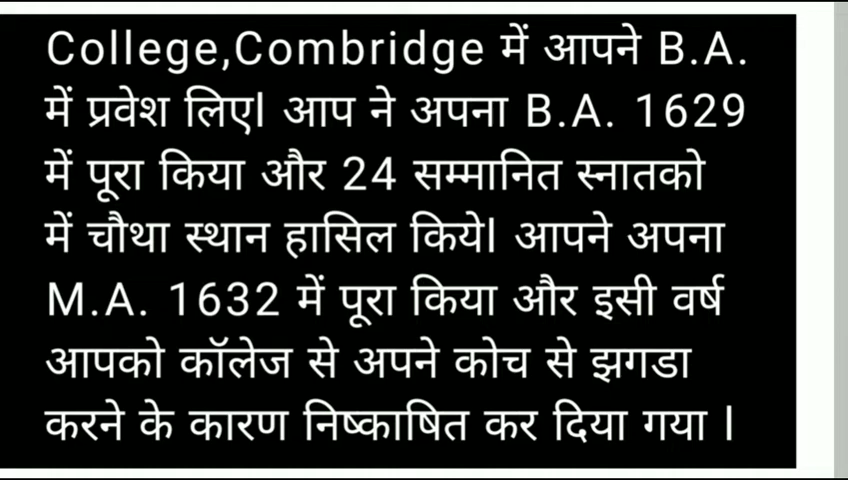 College,Combridge में आपने B.A.
में प्रवेश लिए। आप ने अपना B.A. 1629
में पूरा किया और 24 सम्मानित स्नातको
में चौथा स्थान हासिल किये। आपने अपना
M.A. 1632 में पूरा किया और इसी वर्ष
आपको कॉलेज से अपने कोच से झगडा
करने के कारण निष्काषित कर दिया गया ।